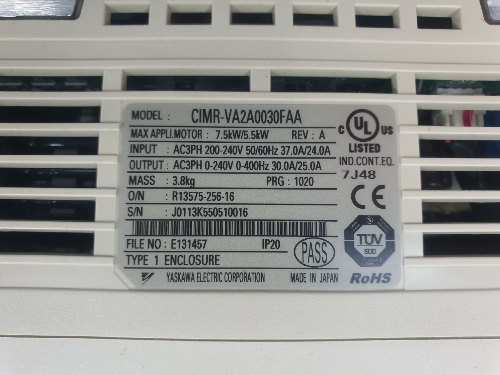 MODEL : CIMR-VA2A0030FAA
MAX APPLI.MOTOR : 7.5kW/5.5kW REV : A
INPUT : AC3PH 200-240V 50/60Hz 37.0A/24.0A
OUTPUT : AC3PH 0-240V 0-400Hz 30.0A/25.0A
MASS : 3.8kg PRG : 1020
O/N : R13575-256-16
S/N : J0113K550510016
FILE NO : E131457 IP20
TYPE 1 ENCLOSURE
YASKAWA ELECTRIC CORPORATION MADE IN JAPAN
PASS
C UL US
LISTED
IND.CONT.EQ.
7J48
CE
TÜV
SÜD
RoHS